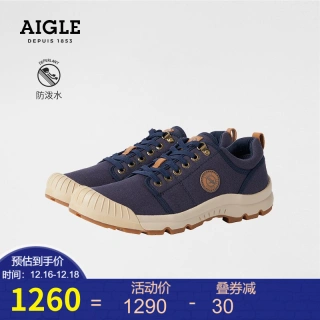 AIGLE
DEPUIS 1853
DEPERLANT
防泼水
预估到手价
时间：12.16-12.18
1260 = 活动价 1290 - 叠券减 30